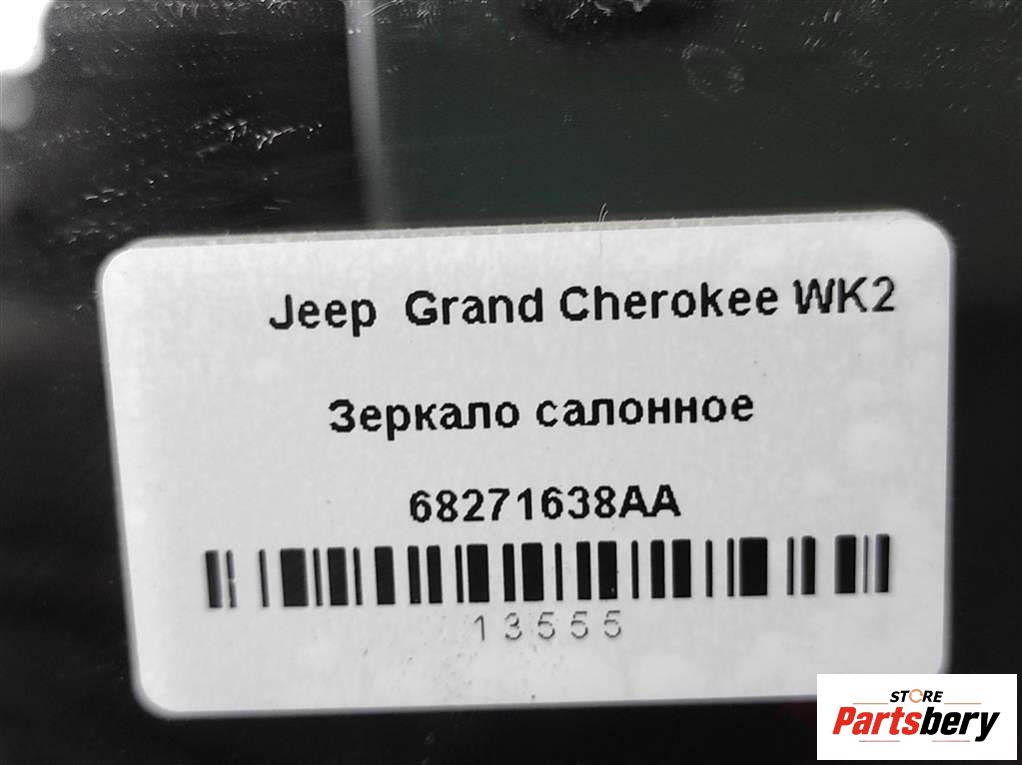 Jeep Grand Cherokee WK2
Зеркало салонное
68271638AA
13555
STORE
Partsbery